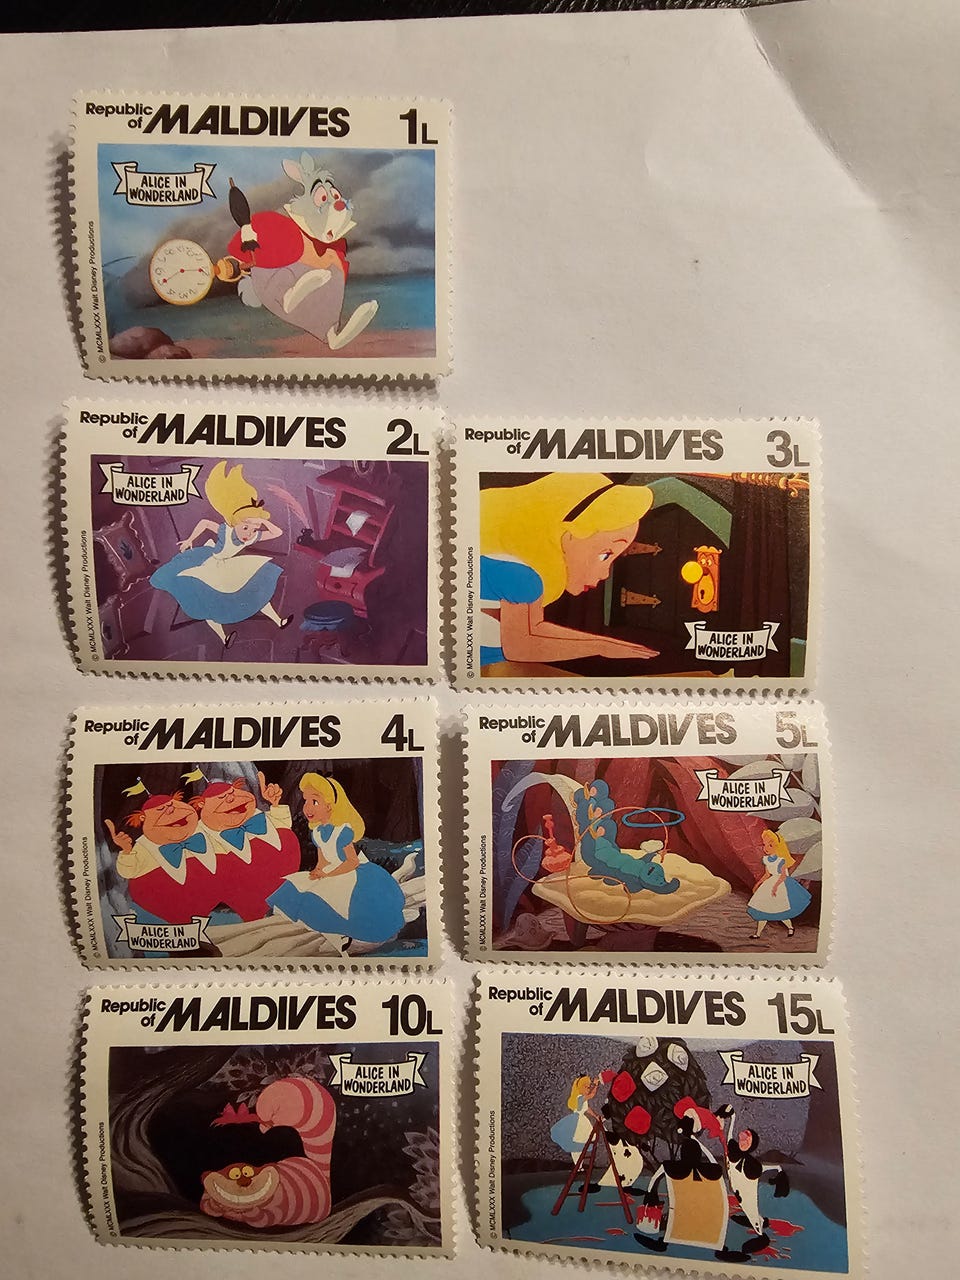 Republic
of MALDIVES 1L
ALICE IN
WONDERLAND
© MCMLXXX Walt Disney Productions
Republic
of MALDIVES 2L
ALICE IN
WONDERLAND
© MCMLXXX Walt Disney Productions
Republic
of MALDIVES 3L
ALICE IN
WONDERLAND
© MCMLXXX Walt Disney Productions
Republic
of MALDIVES 4L
ALICE IN
WONDERLAND
© MCMLXXX Walt Disney Productions
Republic
of MALDIVES 5L
ALICE IN
WONDERLAND
© MCMLXXX Walt Disney Productions
Republic
of MALDIVES 10L
ALICE IN
WONDERLAND
© MCMLXXX Walt Disney Productions
Republic
of MALDIVES 15L
ALICE IN
WONDERLAND
© MCMLXXX Walt Disney Productions